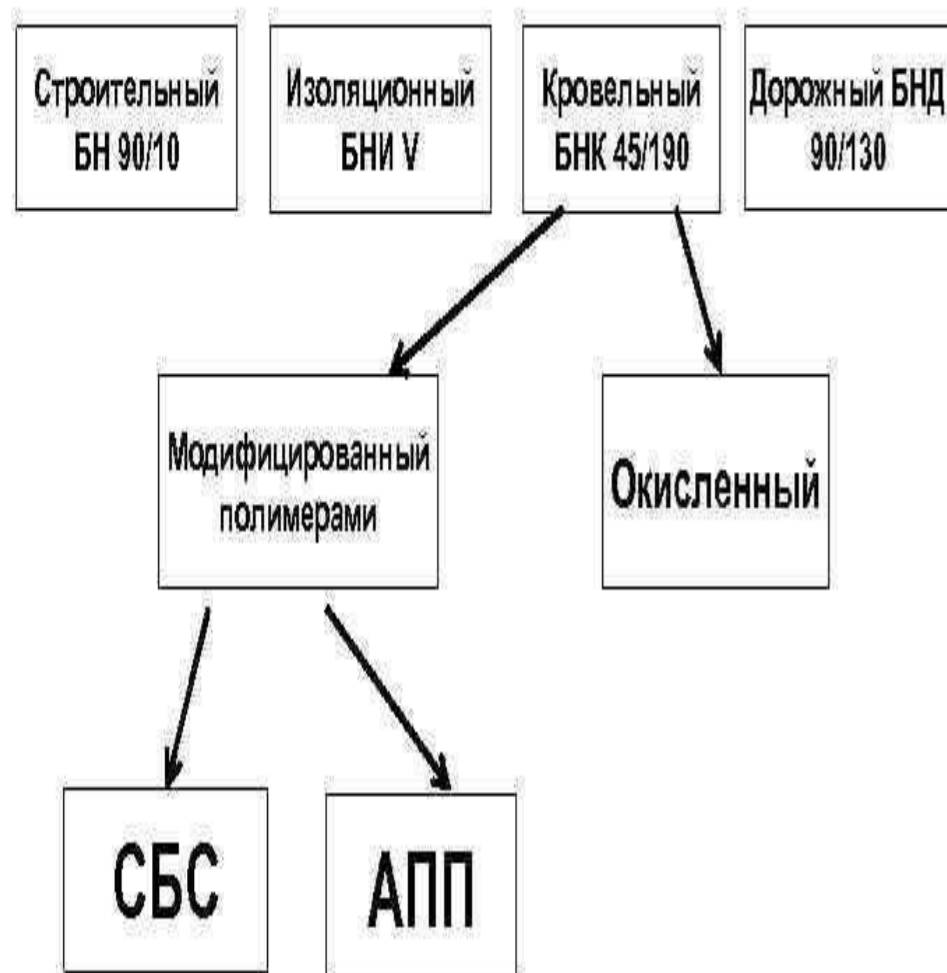 Строительный
БН 90/10
Изоляционный
БНИ V
Кровельный
БНК 45/190
Дорожный БНД
90/130
Модифицированный
полимерами
Окисленный
СБС
АПП